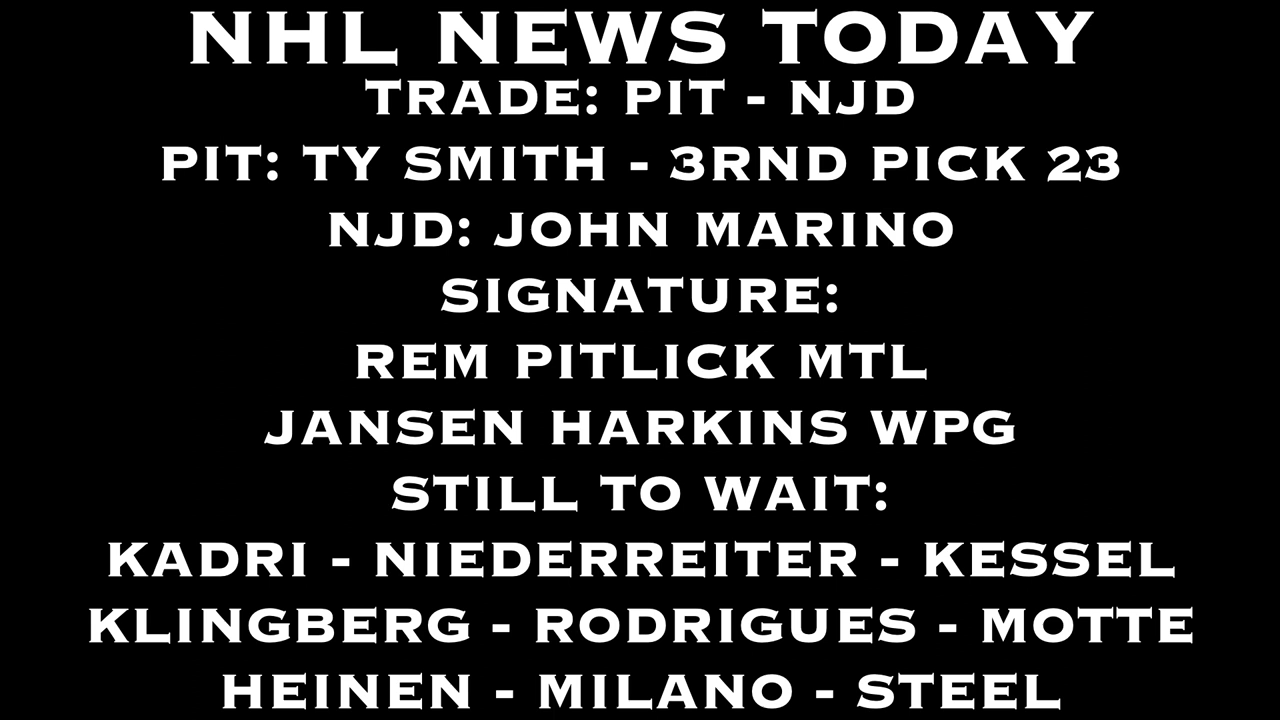 NHL NEWS TODAY
TRADE: PIT - NJD
PIT: TY SMITH - 3RND PICK 23
NJD: JOHN MARINO
SIGNATURE:
REM PITLICK MTL
JANSEN HARKINS WPG
STILL TO WAIT:
KADRI - NIEDERREITER - KESSEL
KLINGBERG - RODRIGUES - MOTTE
HEINEN - MILANO - STEEL